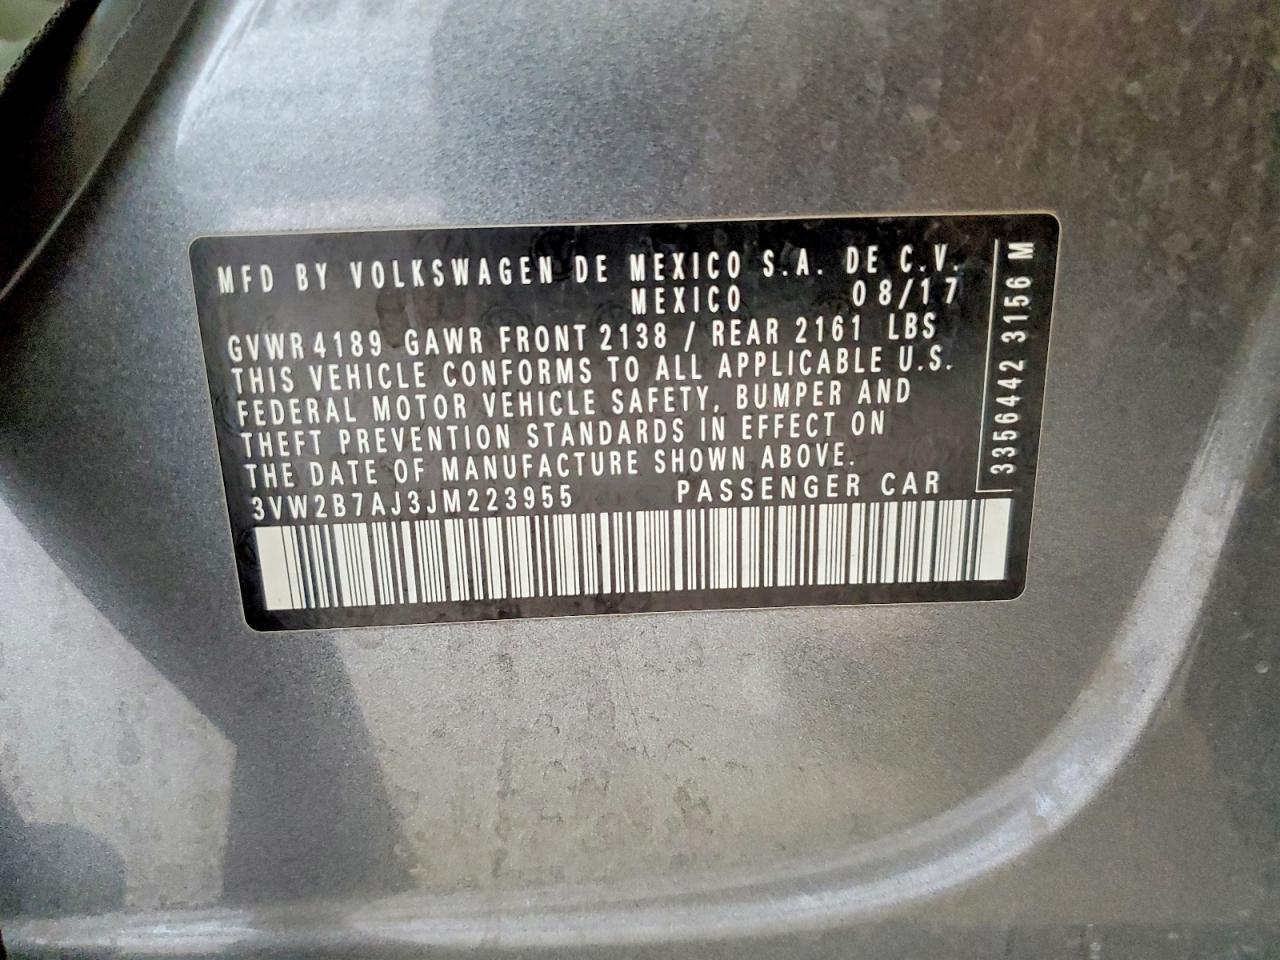 MFD BY VOLKSWAGEN DE MEXICO S.A. DE C.V.
MEXICO 08/17
GVWR 4189 GAWR FRONT 2138 / REAR 2161 LBS
THIS VEHICLE CONFORMS TO ALL APPLICABLE U.S.
FEDERAL MOTOR VEHICLE SAFETY, BUMPER AND
THEFT PREVENTION STANDARDS IN EFFECT ON
THE DATE OF MANUFACTURE SHOWN ABOVE.
3VW2B7AJ3JM223955 PASSENGER CAR
3356442 3156 M